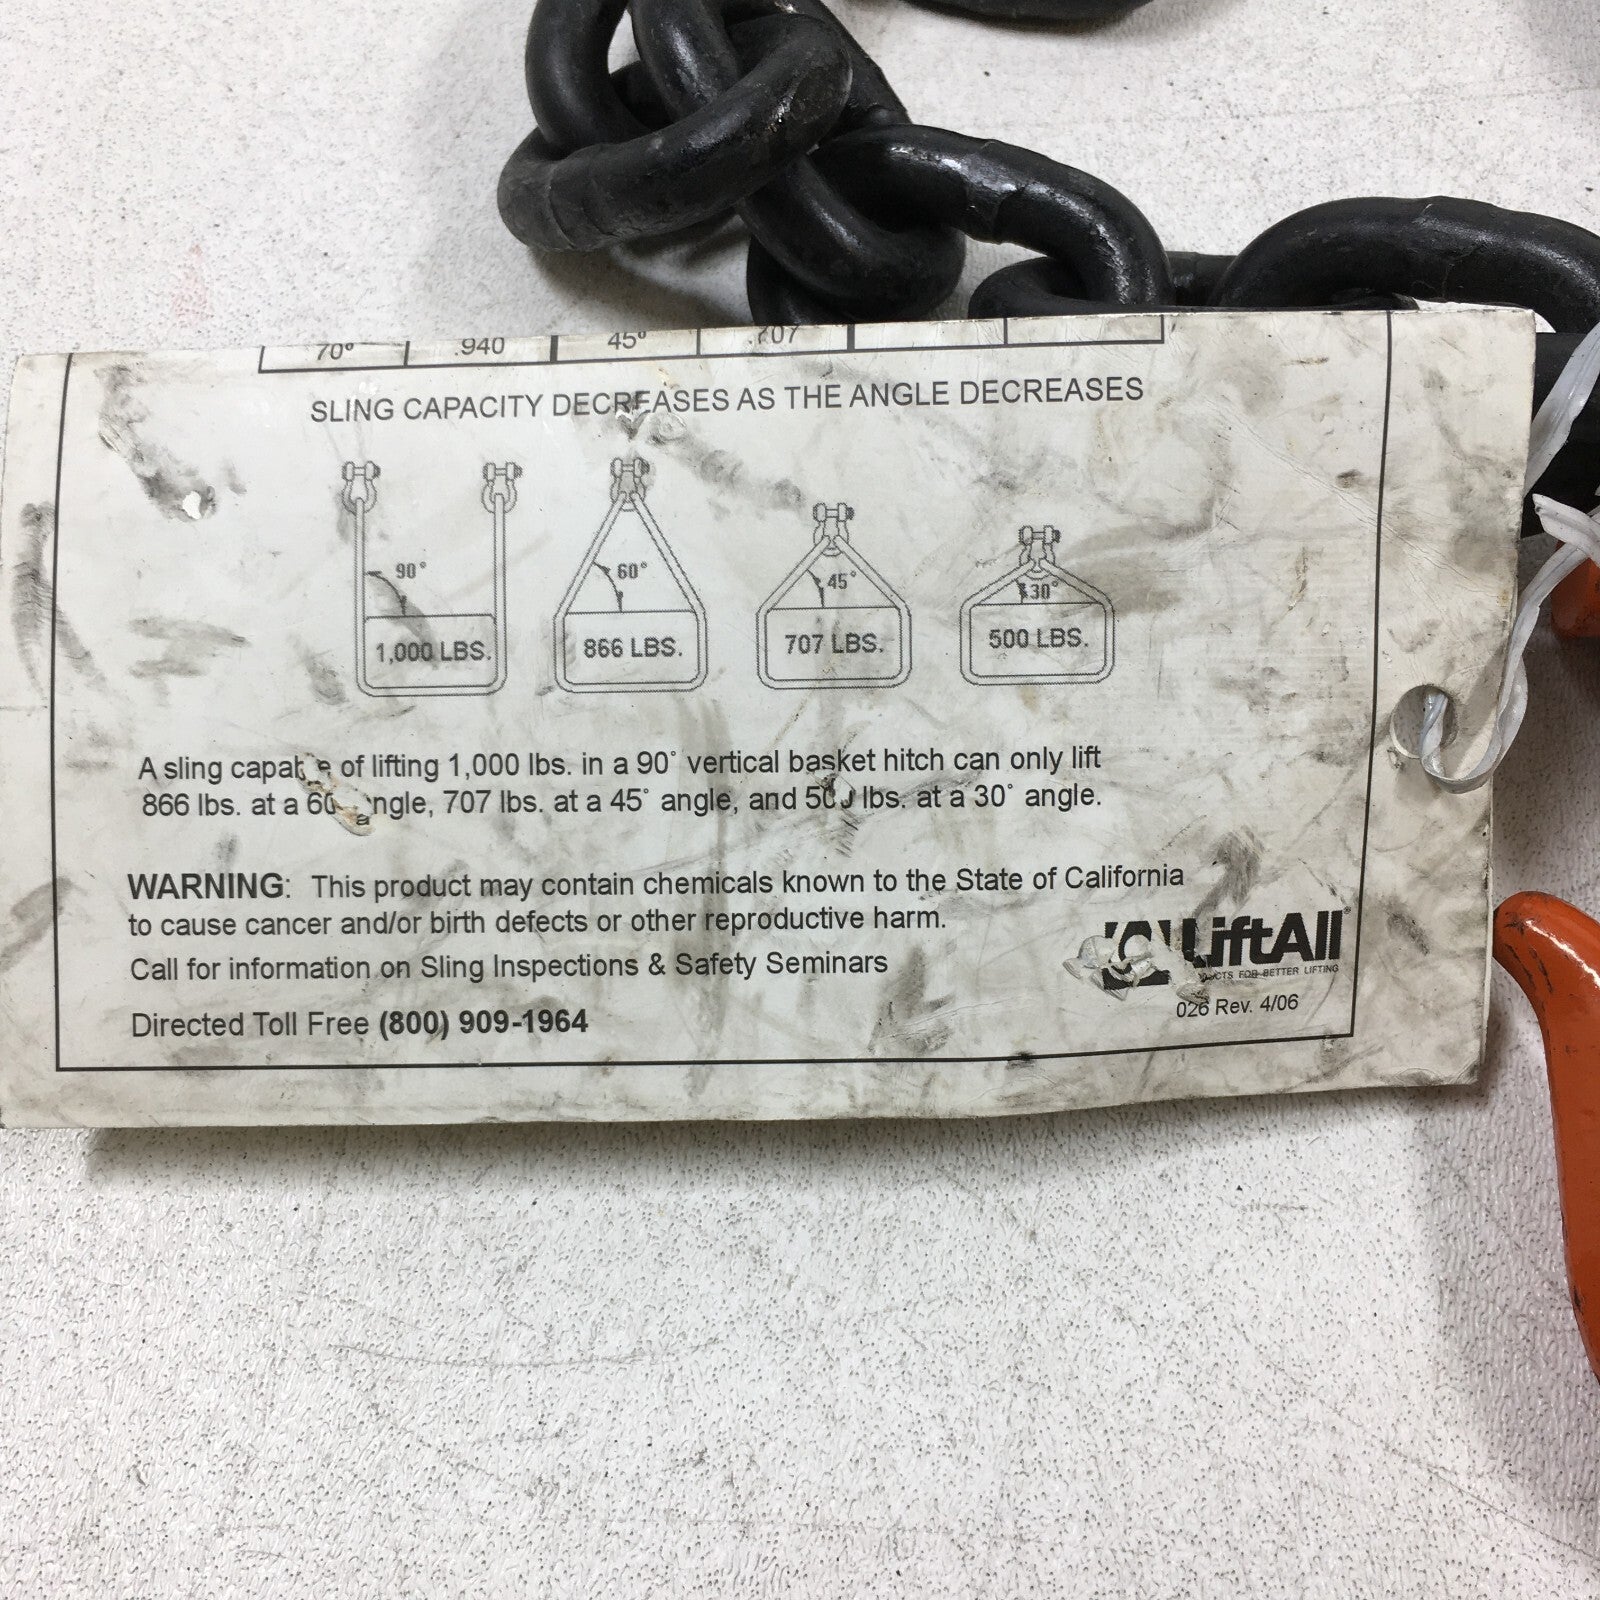 70° .940 45° .707
SLING CAPACITY DECREASES AS THE ANGLE DECREASES
90° 60° 45° 30°
1,000 LBS. 866 LBS. 707 LBS. 500 LBS.
A sling of lifting 1,000 lbs. in a 90° vertical basket hitch can only lift
866 lbs. at a 707 lbs. at a 45° angle, and lbs. at a 30° angle.
WARNING: This product may contain chemicals known to the State of California
to cause cancer and/or birth defects or other reproductive harm.
Call for information on Sling Inspections & Safety Seminars
Directed Toll Free (800) 909-1964
LiftAll®
FOR BETTER LIFTING
026 Rev. 4/06